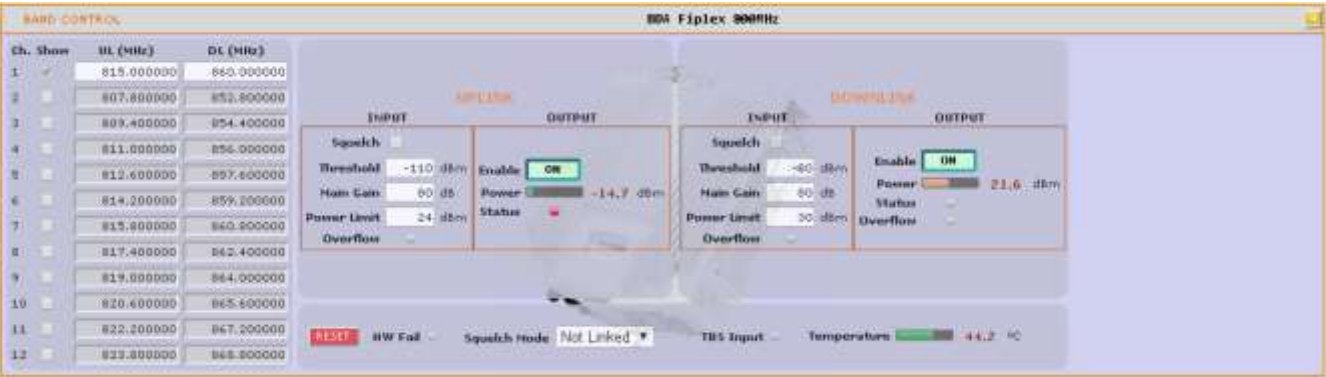 BAND CONTROL BDA Fiplex 800MHz
Ch. Show UL (MHz) DL (MHz)
1 815.000000 860.000000
2 807.800000 852.800000
3 809.400000 854.400000
4 811.000000 856.000000
5 812.600000 857.600000
6 814.200000 859.200000
7 815.800000 860.800000
8 817.400000 862.400000
9 819.000000 864.000000
10 820.600000 865.600000
11 822.200000 867.200000
12 823.800000 868.800000
UPLINK
INPUT OUTPUT
Squelch
Threshold -110 dBm
Main Gain 80 dB
Power Limit 24 dBm
Overflow
Enable ON
Power -14.7 dBm
Status
DOWNLINK
INPUT OUTPUT
Squelch
Threshold -60 dBm
Main Gain 80 dB
Power Limit 30 dBm
Overflow
Enable ON
Power 21.6 dBm
Status
Overflow
RESET HW Fail Squelch Mode Not Linked TBS Input Temperature 44.2 ºC